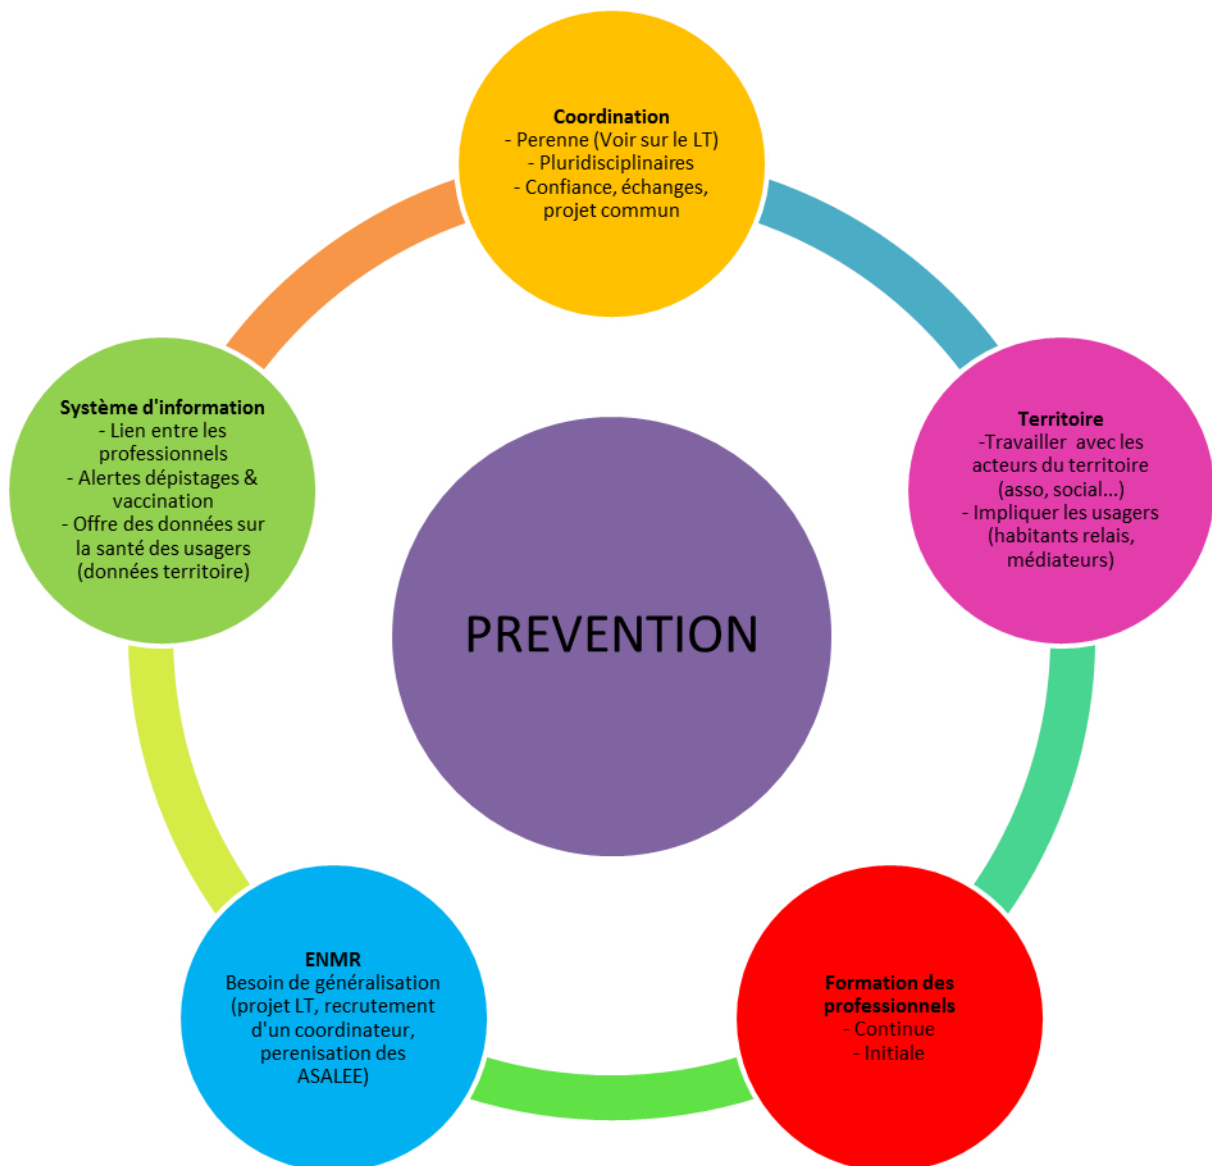 Coordination
- Perenne (Voir sur le LT)
- Pluridisciplinaires
- Confiance, échanges,
projet commun
Système d'information
- Lien entre les
professionnels
- Alertes dépistages &
vaccination
- Offre des données sur
la santé des usagers
(données territoire)
Territoire
-Travailler avec les
acteurs du territoire
(asso, social...)
- Impliquer les usagers
(habitants relais,
médiateurs)
PREVENTION
ENMR
Besoin de généralisation
(projet LT, recrutement
d'un coordinateur,
perenisation des
ASALEE)
Formation des
professionnels
- Continue
- Initiale